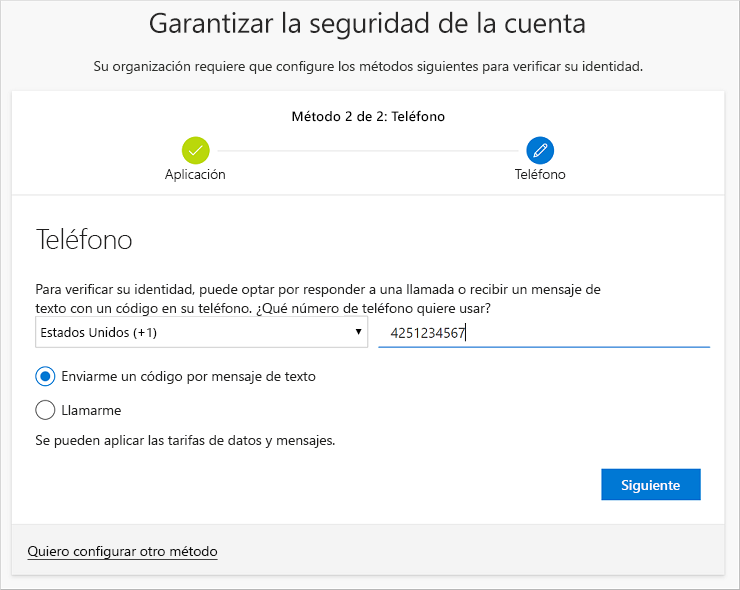 Garantizar la seguridad de la cuenta
Su organización requiere que configure los métodos siguientes para verificar su identidad.
Método 2 de 2: Teléfono
Aplicación
Teléfono
Teléfono
Para verificar su identidad, puede optar por responder a una llamada o recibir un mensaje de
texto con un código en su teléfono. ¿Qué número de teléfono quiere usar?
Estados Unidos (+1)
4251234567
Enviarme un código por mensaje de texto
Llamarme
Se pueden aplicar las tarifas de datos y mensajes.
Siguiente
Quiero configurar otro método